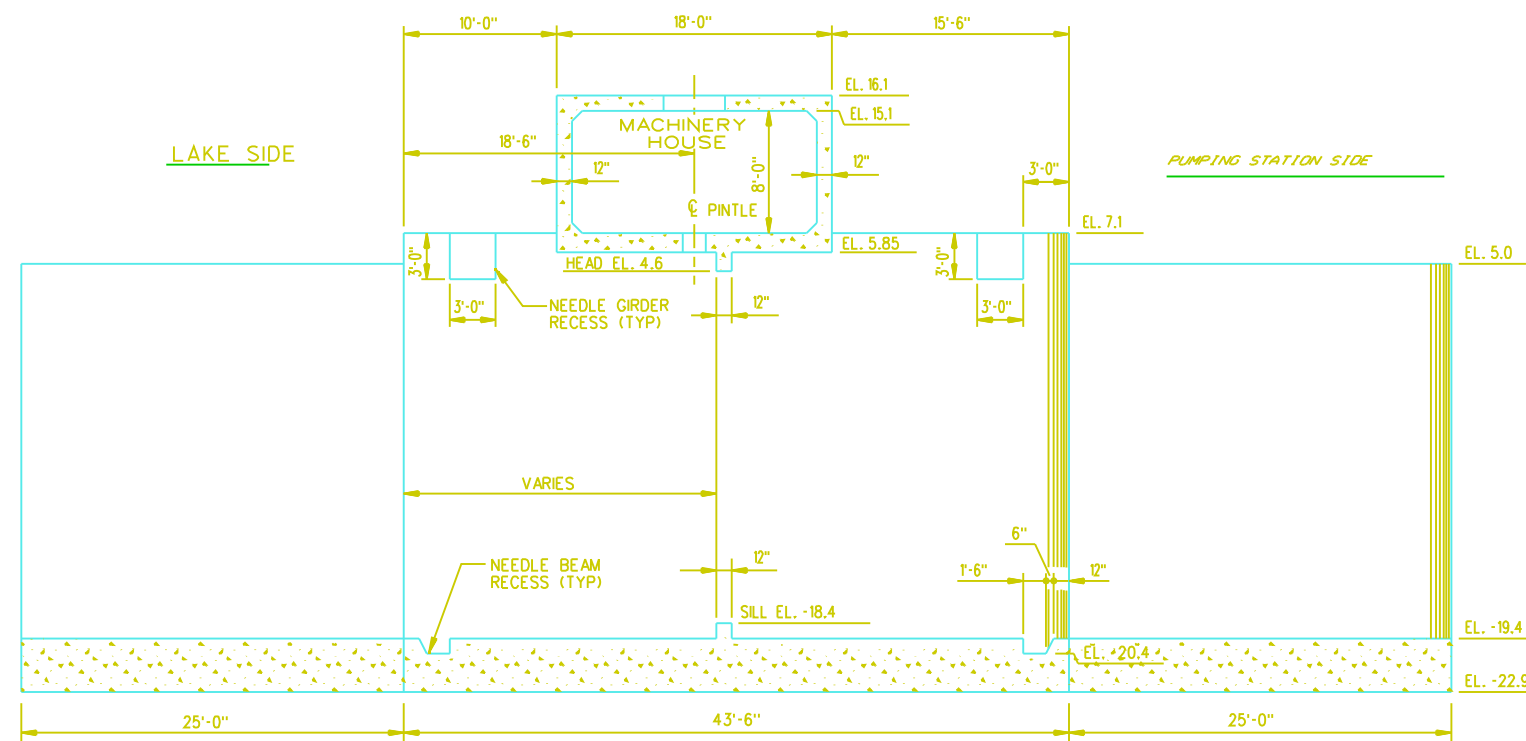 10'-0"
18'-0"
15'-6"
EL. 16.1
EL. 15.1
MACHINERY
HOUSE
18'-6"
LAKE SIDE
12"
8'-0"
12"
PUMPING STATION SIDE
3'-0"
℄ PINTLE
EL. 7.1
EL. 5.85
EL. 5.0
3'-0"
HEAD EL. 4.6
3'-0"
3'-0"
NEEDLE GIRDER
RECESS (TYP)
12"
3'-0"
VARIES
6"
NEEDLE BEAM
RECESS (TYP)
12"
1'-6"
12"
SILL EL. -18.4
EL. -19.4
EL. -20.4
EL. -22.9
25'-0"
43'-6"
25'-0"